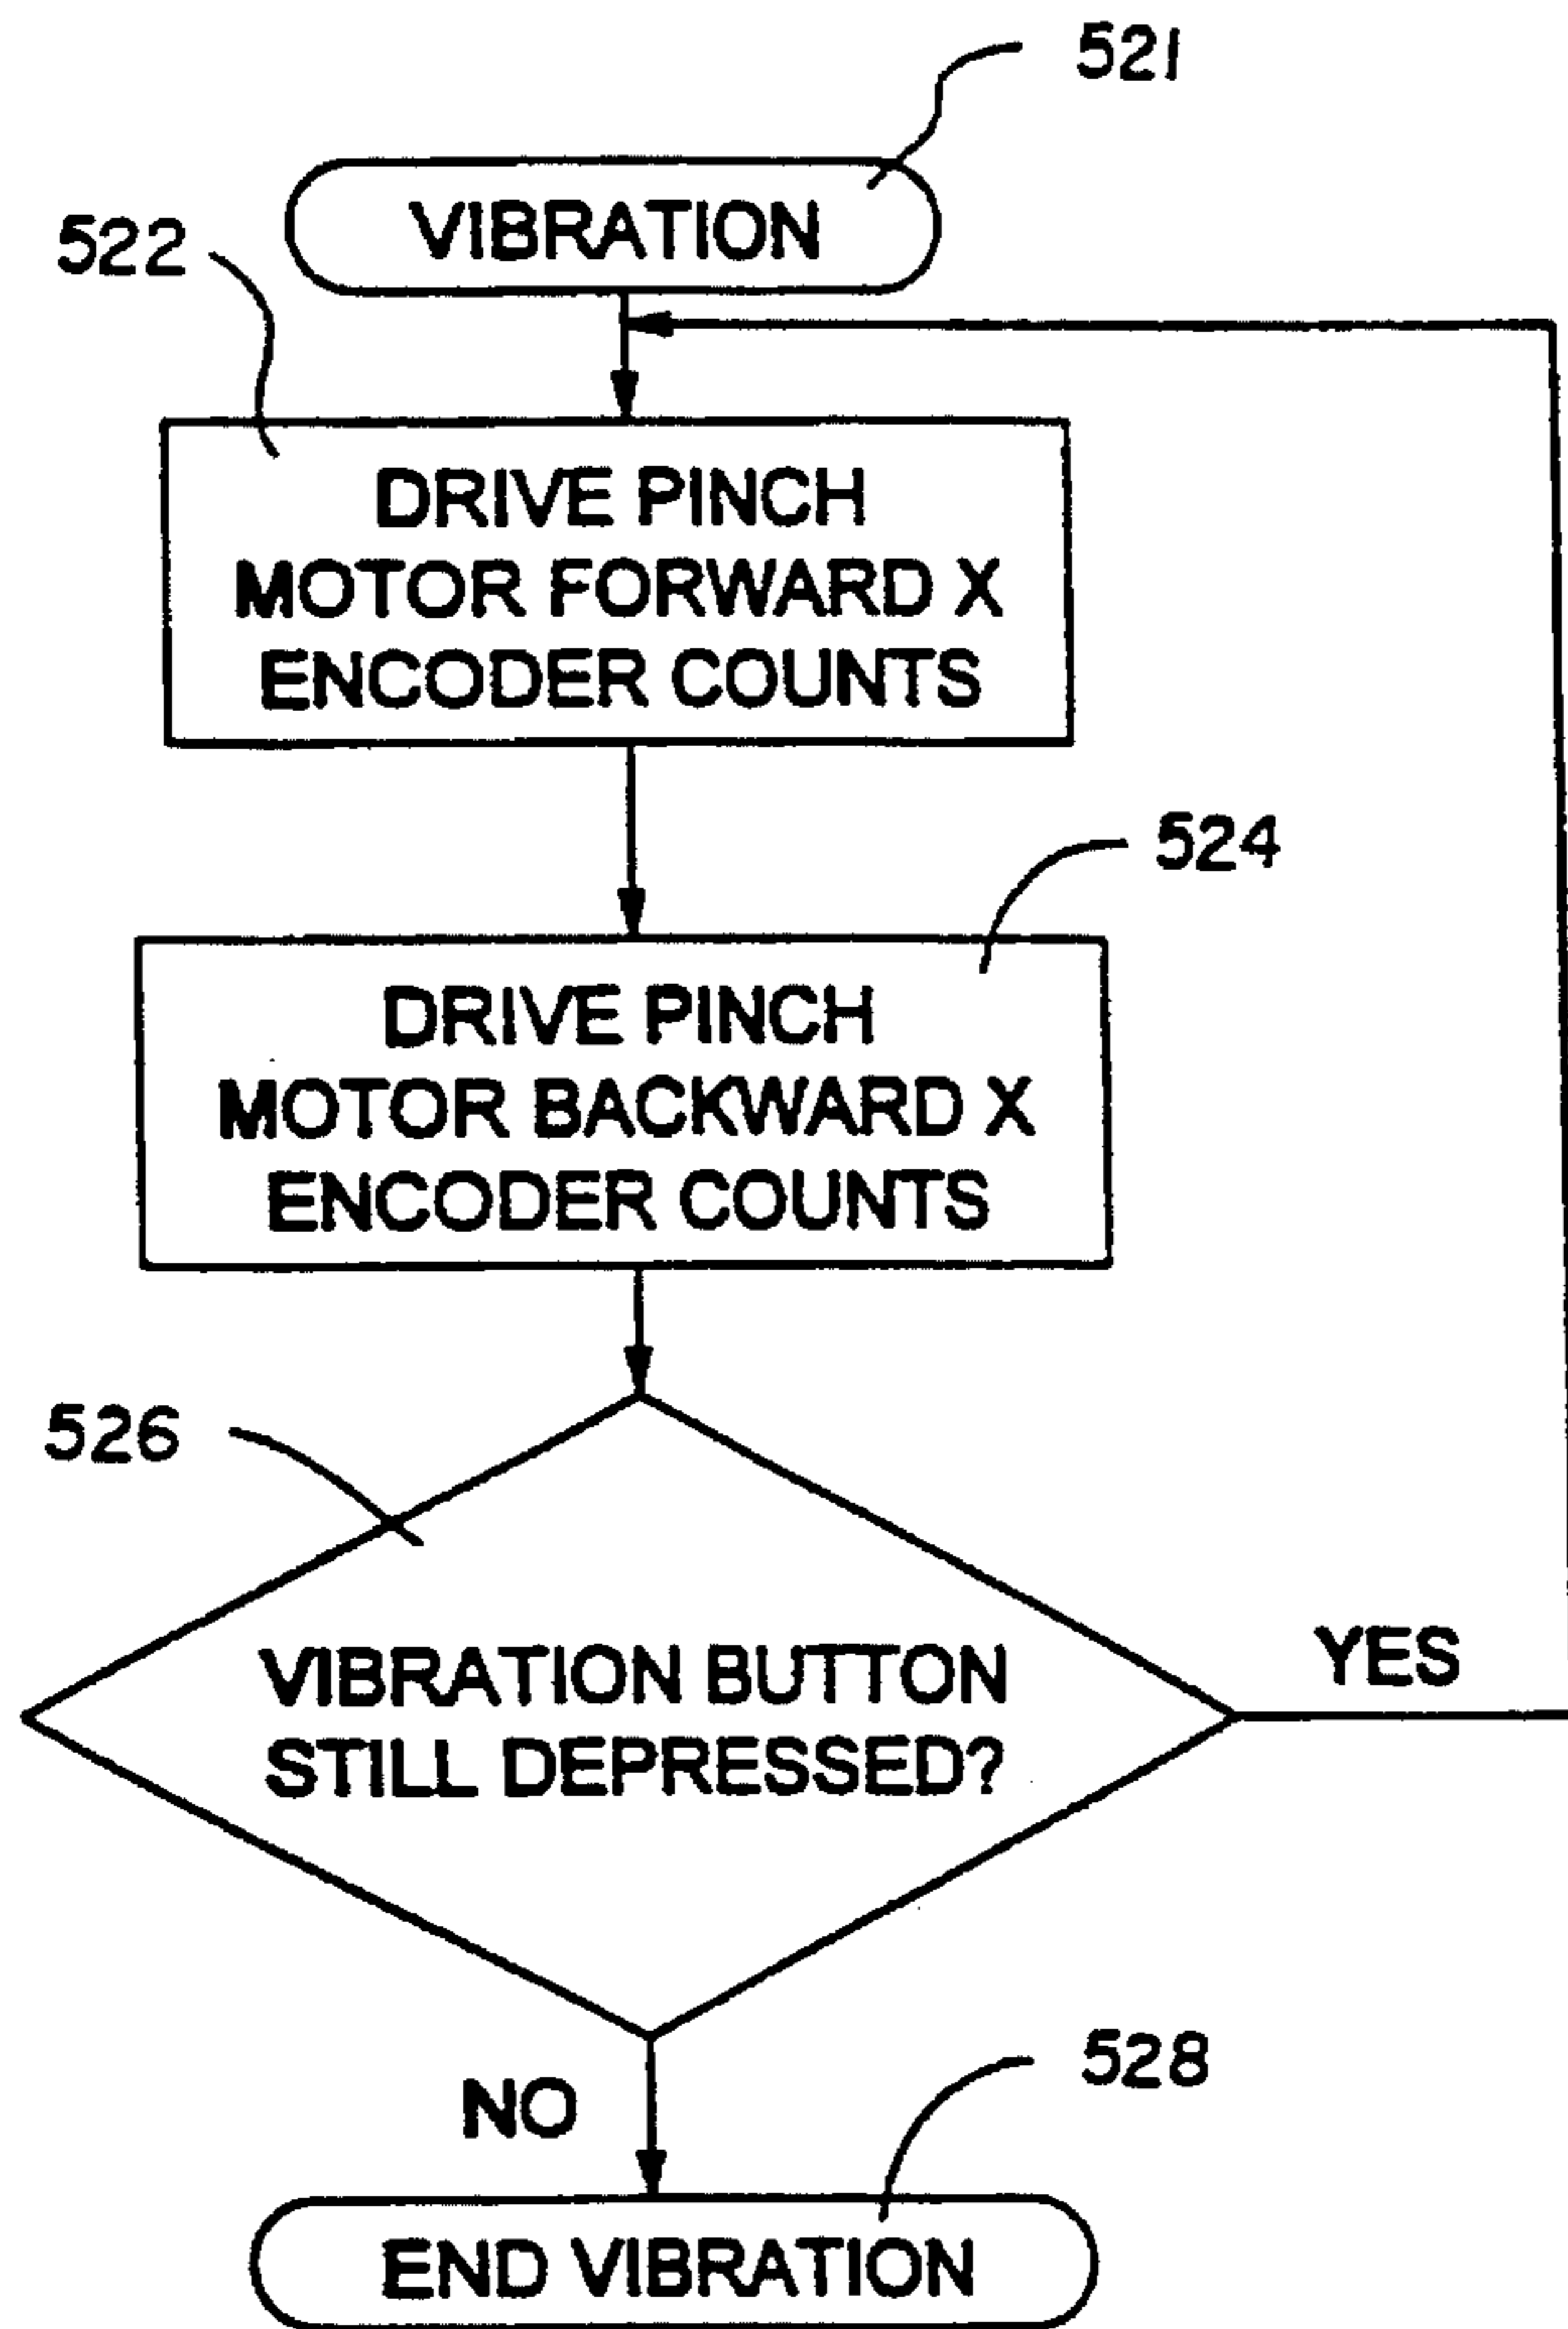 521
VIBRATION
522
DRIVE PINCH
MOTOR FORWARD X
ENCODER COUNTS
524
DRIVE PINCH
MOTOR BACKWARD X
ENCODER COUNTS
526
VIBRATION BUTTON
STILL DEPRESSED?
YES
NO
528
END VIBRATION